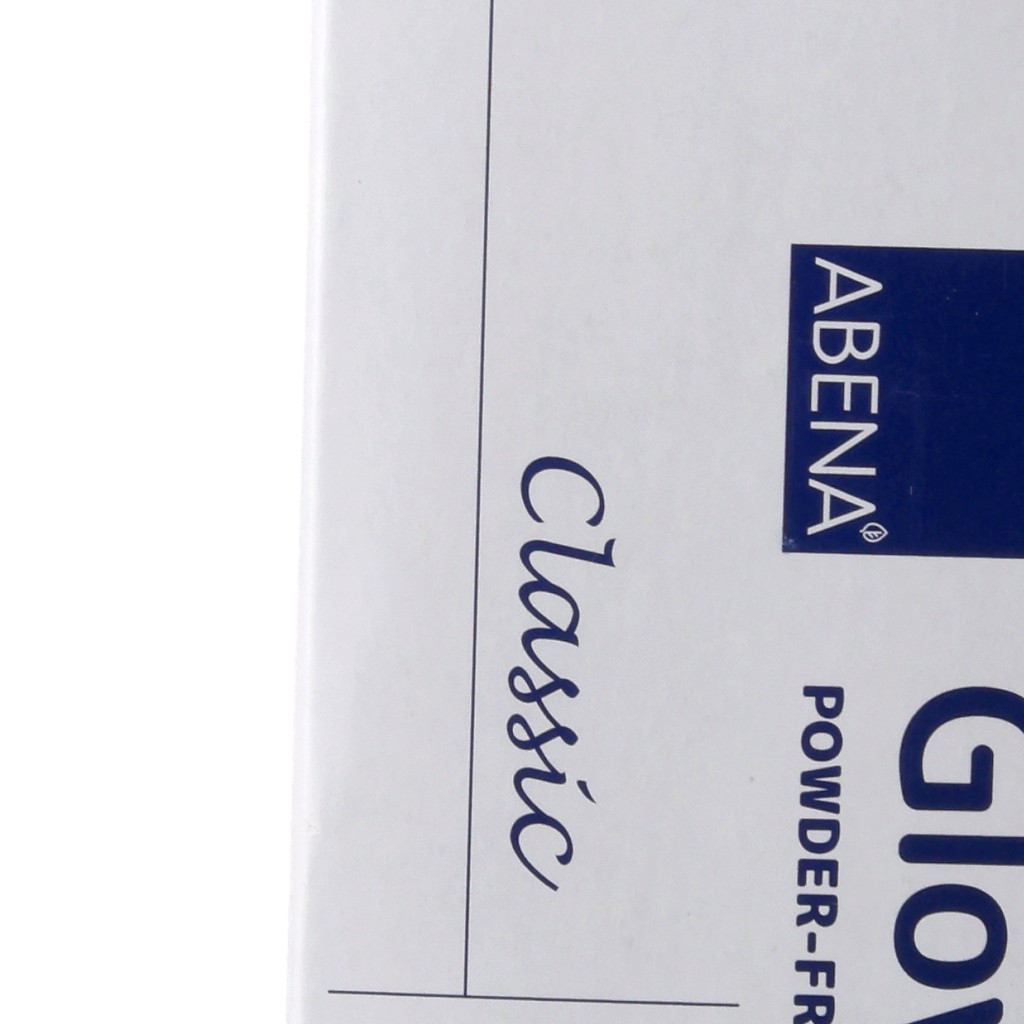 ABENA
Glov
POWDER-FR
Classic